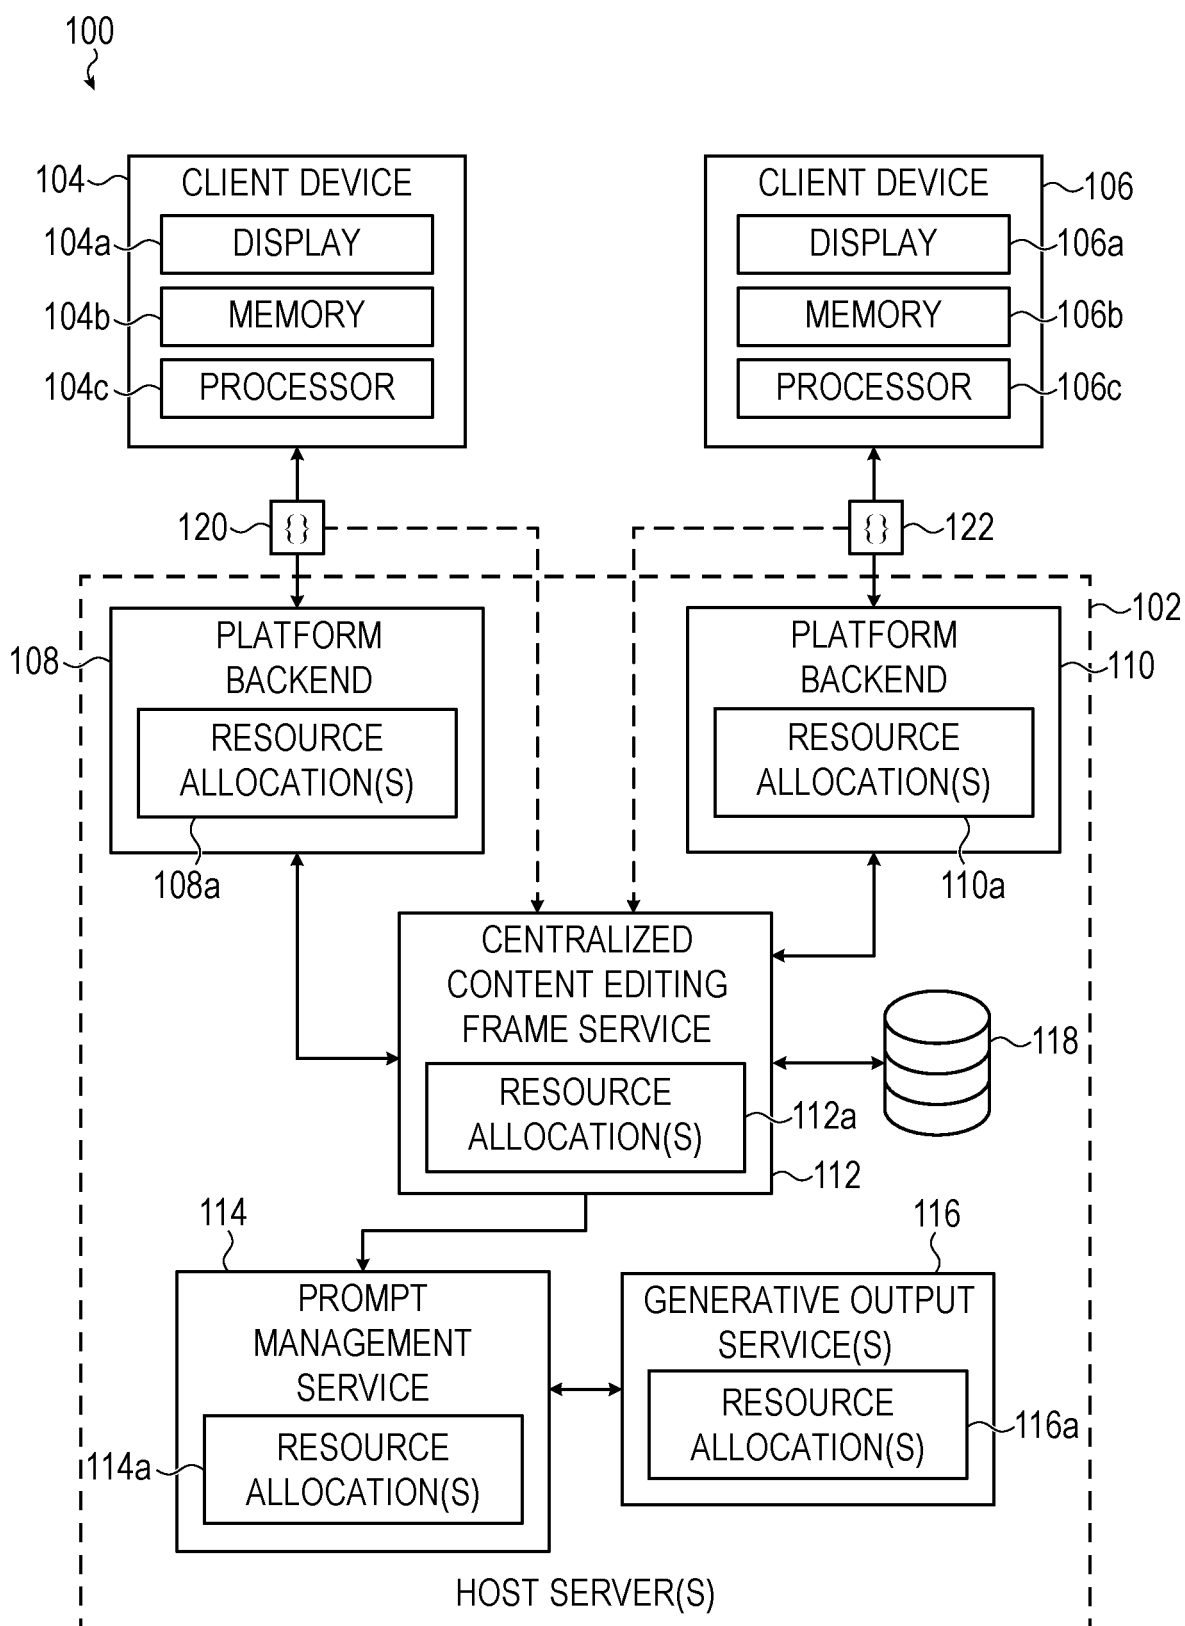 100
104
CLIENT DEVICE
104a
DISPLAY
104b
MEMORY
104c
PROCESSOR
CLIENT DEVICE
106
DISPLAY
106a
MEMORY
106b
PROCESSOR
106c
120
{}
{}
122
102
108
PLATFORM
BACKEND
RESOURCE
ALLOCATION(S)
108a
PLATFORM
BACKEND
110
RESOURCE
ALLOCATION(S)
110a
CENTRALIZED
CONTENT EDITING
FRAME SERVICE
RESOURCE
ALLOCATION(S)
112a
112
118
114
PROMPT
MANAGEMENT
SERVICE
RESOURCE
ALLOCATION(S)
114a
116
GENERATIVE OUTPUT
SERVICE(S)
RESOURCE
ALLOCATION(S)
116a
HOST SERVER(S)